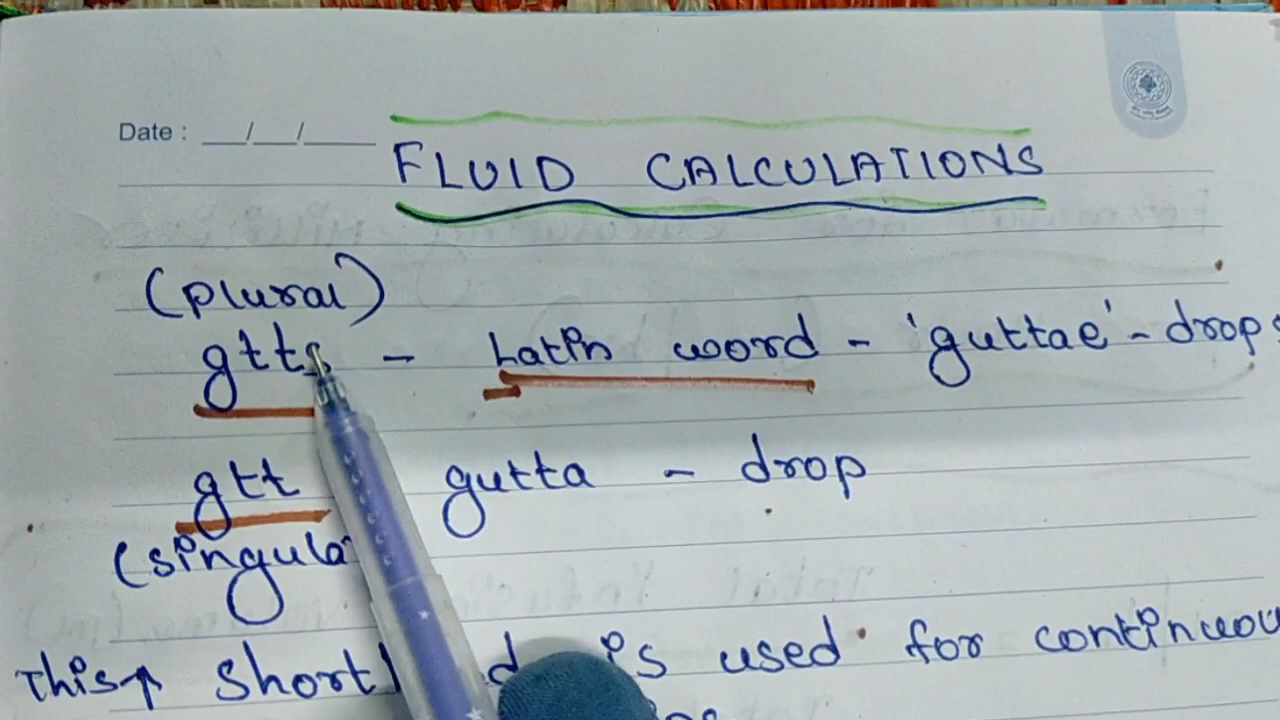 Date : __/__/____
FLUID CALCULATIONS
(plural)
gtts - Latin word - 'guttae' - drops
gtt gutta - drop
(singula
This↑ short is used for continuou